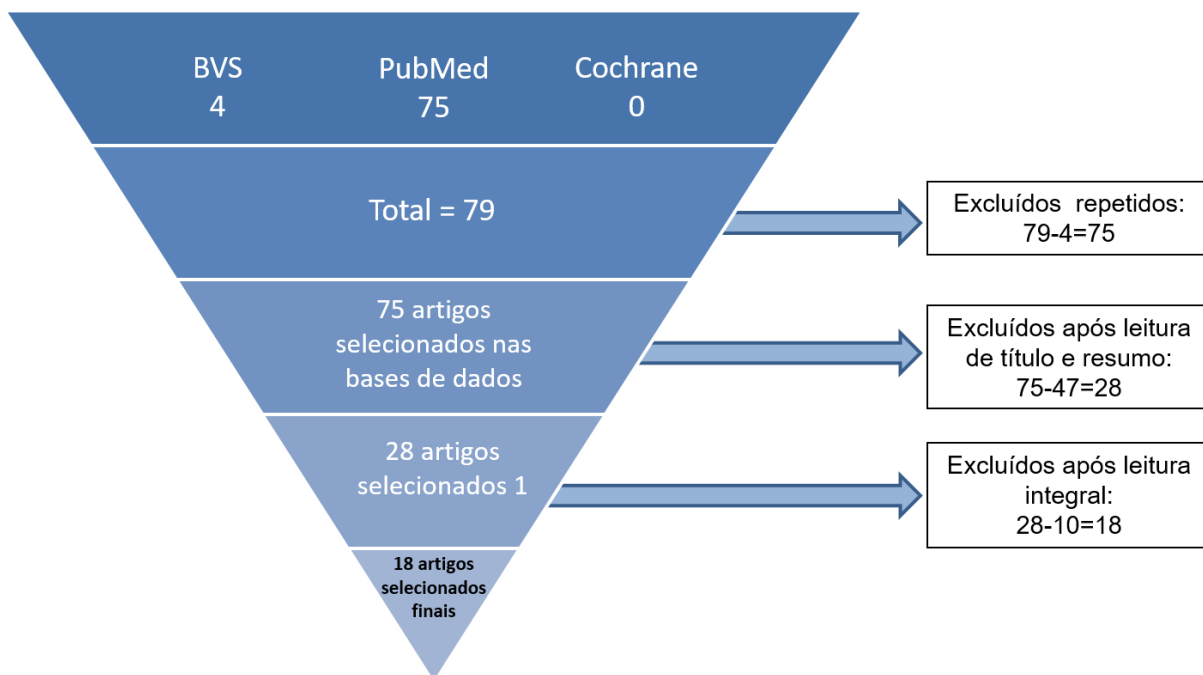 BVS PubMed Cochrane
4 75 0
Total = 79
Excluídos repetidos:
79-4=75
75 artigos
selecionados nas
bases de dados
Excluídos após leitura
de título e resumo:
75-47=28
28 artigos
selecionados 1
Excluídos após leitura
integral:
28-10=18
18 artigos
selecionados
finais